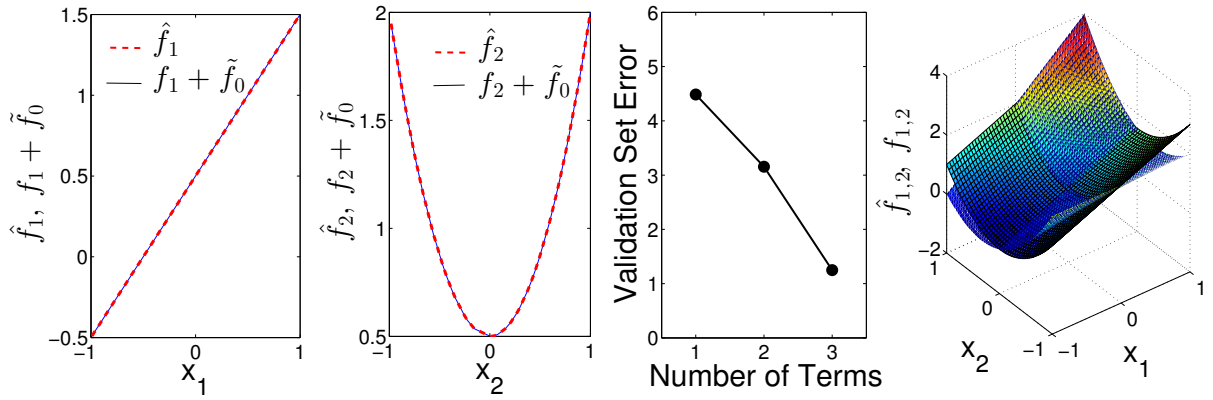 f̂₁, f₁ + f̃₀
1.5
1
0.5
0
−0.5
f̂₁
f₁ + f̃₀
−1 0 1
x₁
f̂₂, f₂ + f̃₀
2
1.5
1
0.5
f̂₂
f₂ + f̃₀
−1 0 1
x₂
Validation Set Error
6
5
4
3
2
1
0
1 2 3
Number of Terms
f̂₁,₂, f₁,₂
4
2
0
−2
1
0
−1
x₂
−1
0
1
x₁